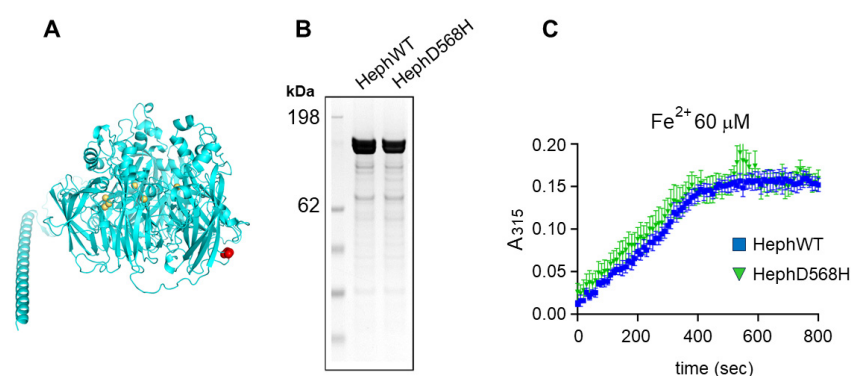 A
B
C
HephWT
HephD568H
kDa
198
62
Fe²⁺ 60 μM
0.20
0.15
0.10
0.05
0.00
A315
0
200
400
600
800
time (sec)
HephWT
HephD568H